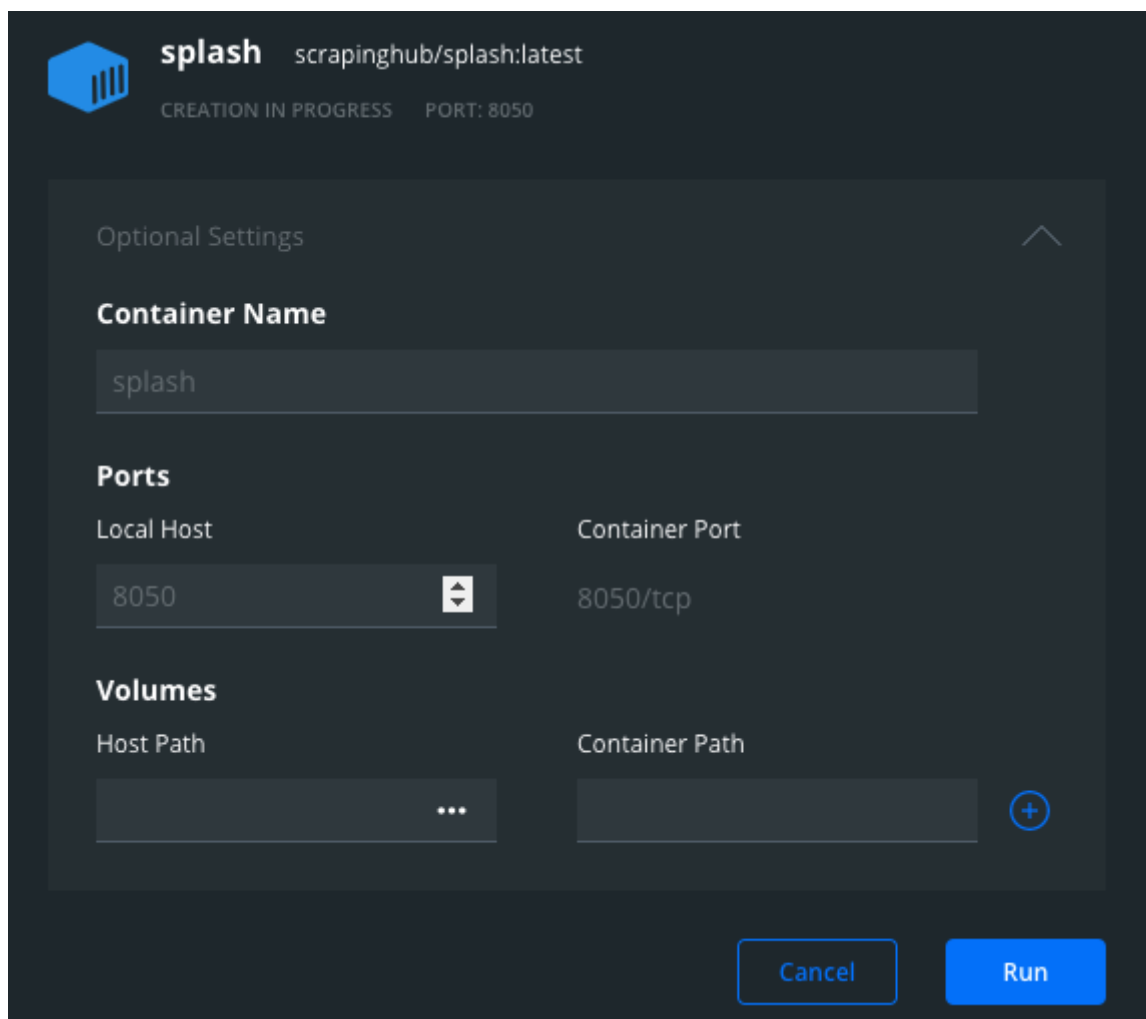 splash scrapinghub/splash:latest
CREATION IN PROGRESS PORT: 8050
Optional Settings
Container Name
splash
Ports
Local Host Container Port
8050 8050/tcp
Volumes
Host Path Container Path
Cancel Run